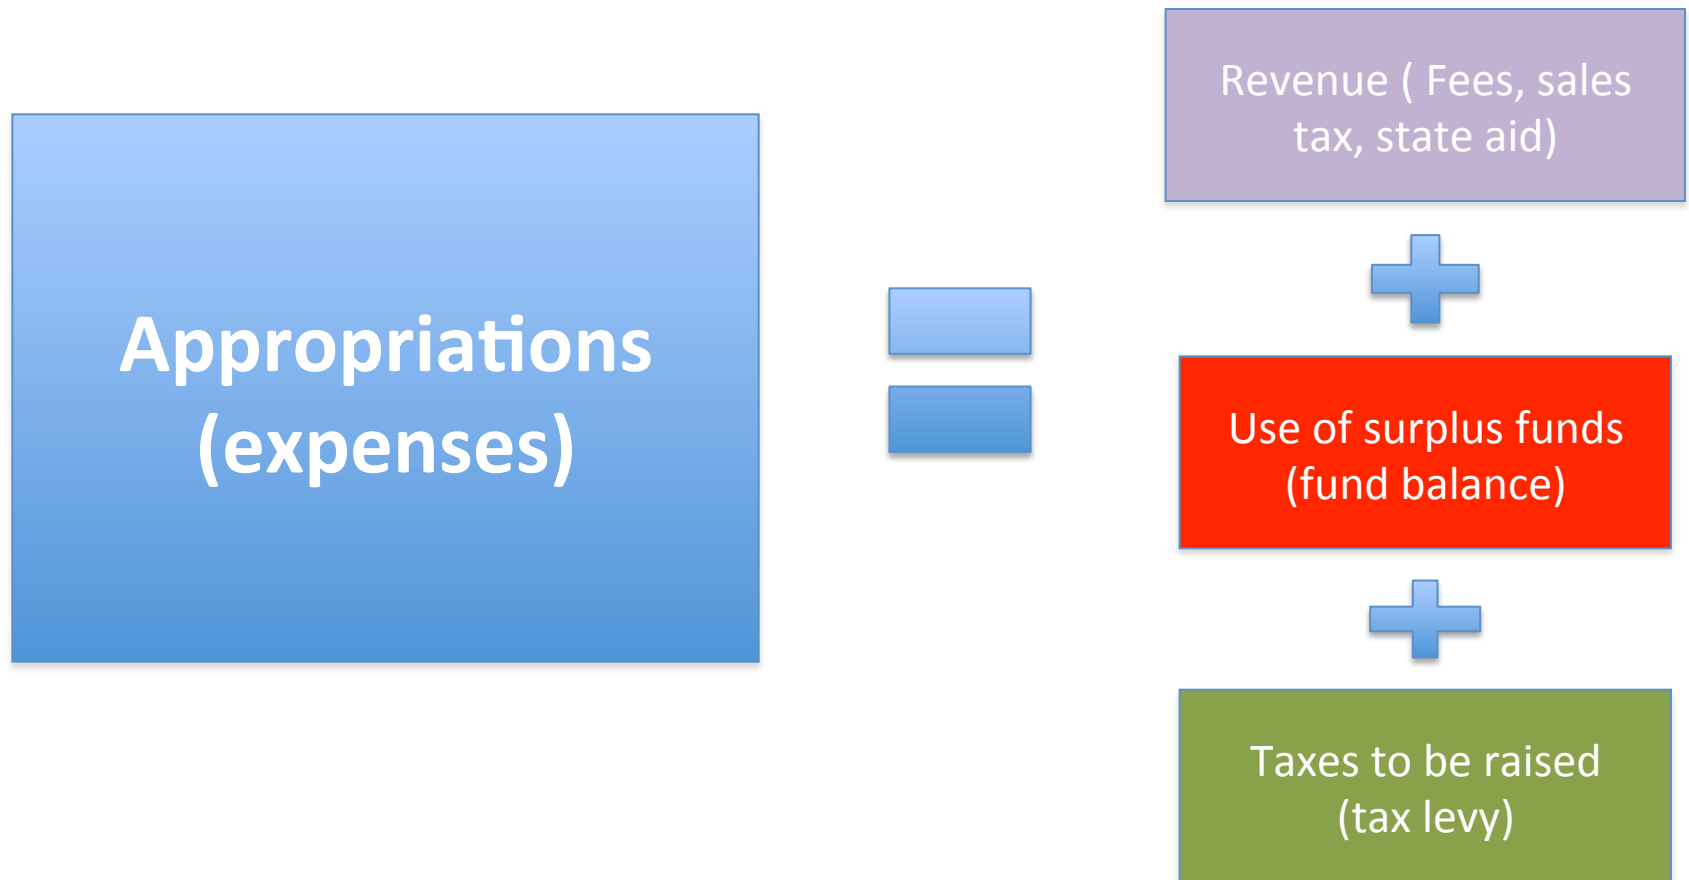 Appropriations
(expenses)
Revenue ( Fees, sales
tax, state aid)
Use of surplus funds
(fund balance)
Taxes to be raised
(tax levy)